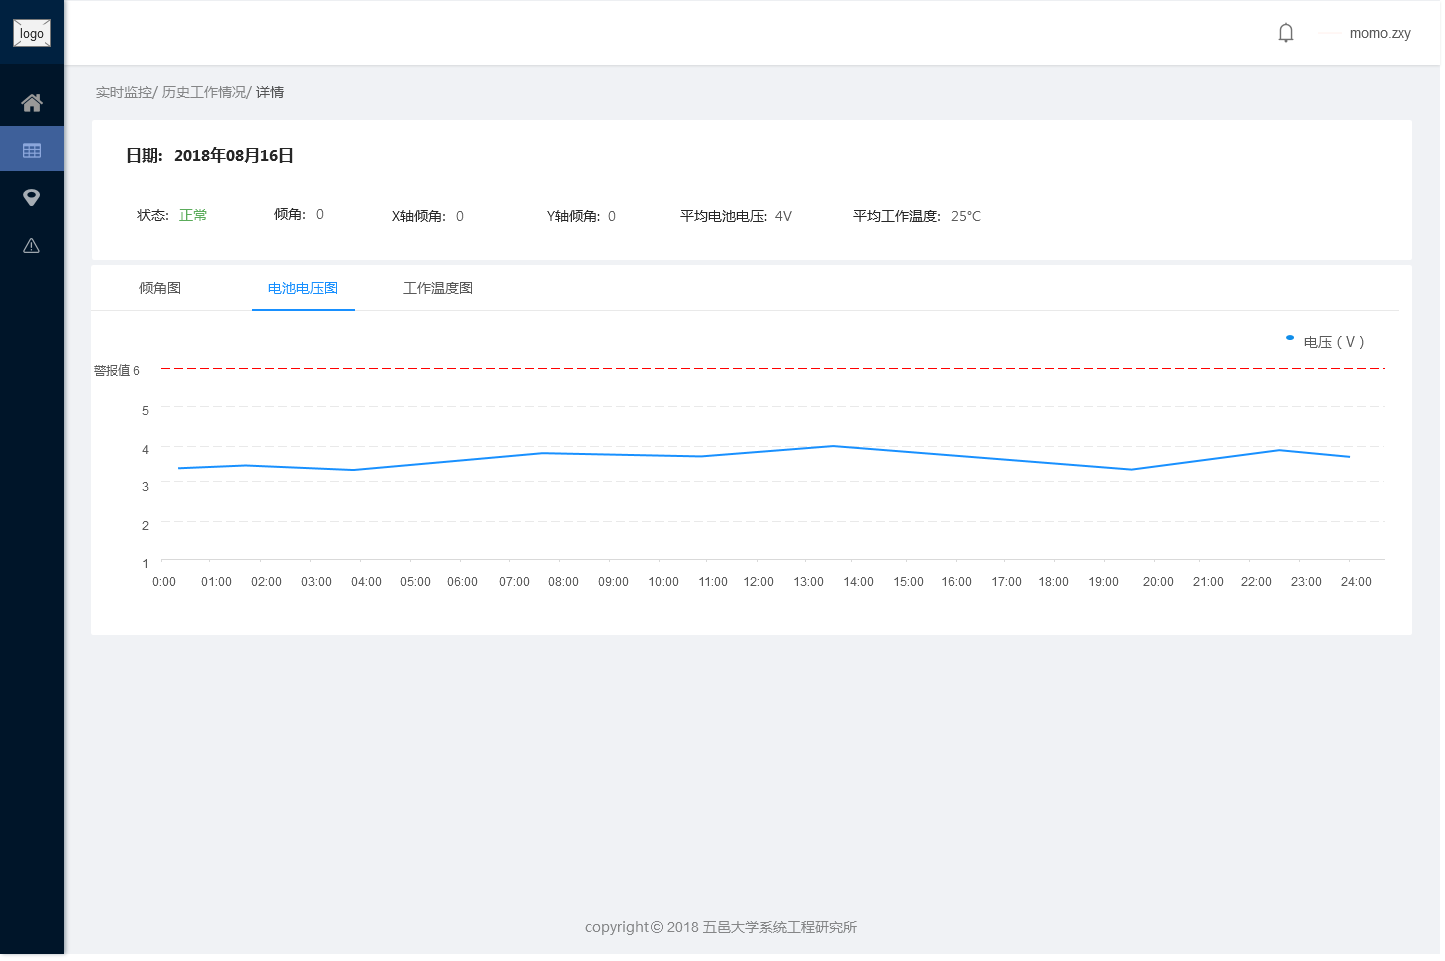 logo
momo.zxy
实时监控/ 历史工作情况/ 详情
日期: 2018年08月16日
状态: 正常 倾角: 0 X轴倾角: 0 Y轴倾角: 0 平均电池电压: 4V 平均工作温度: 25°C
倾角图 电池电压图 工作温度图
电压 ( V )
警报值 6
5
4
3
2
1
0:00 01:00 02:00 03:00 04:00 05:00 06:00 07:00 08:00 09:00 10:00 11:00 12:00 13:00 14:00 15:00 16:00 17:00 18:00 19:00 20:00 21:00 22:00 23:00 24:00
copyright© 2018 五邑大学系统工程研究所